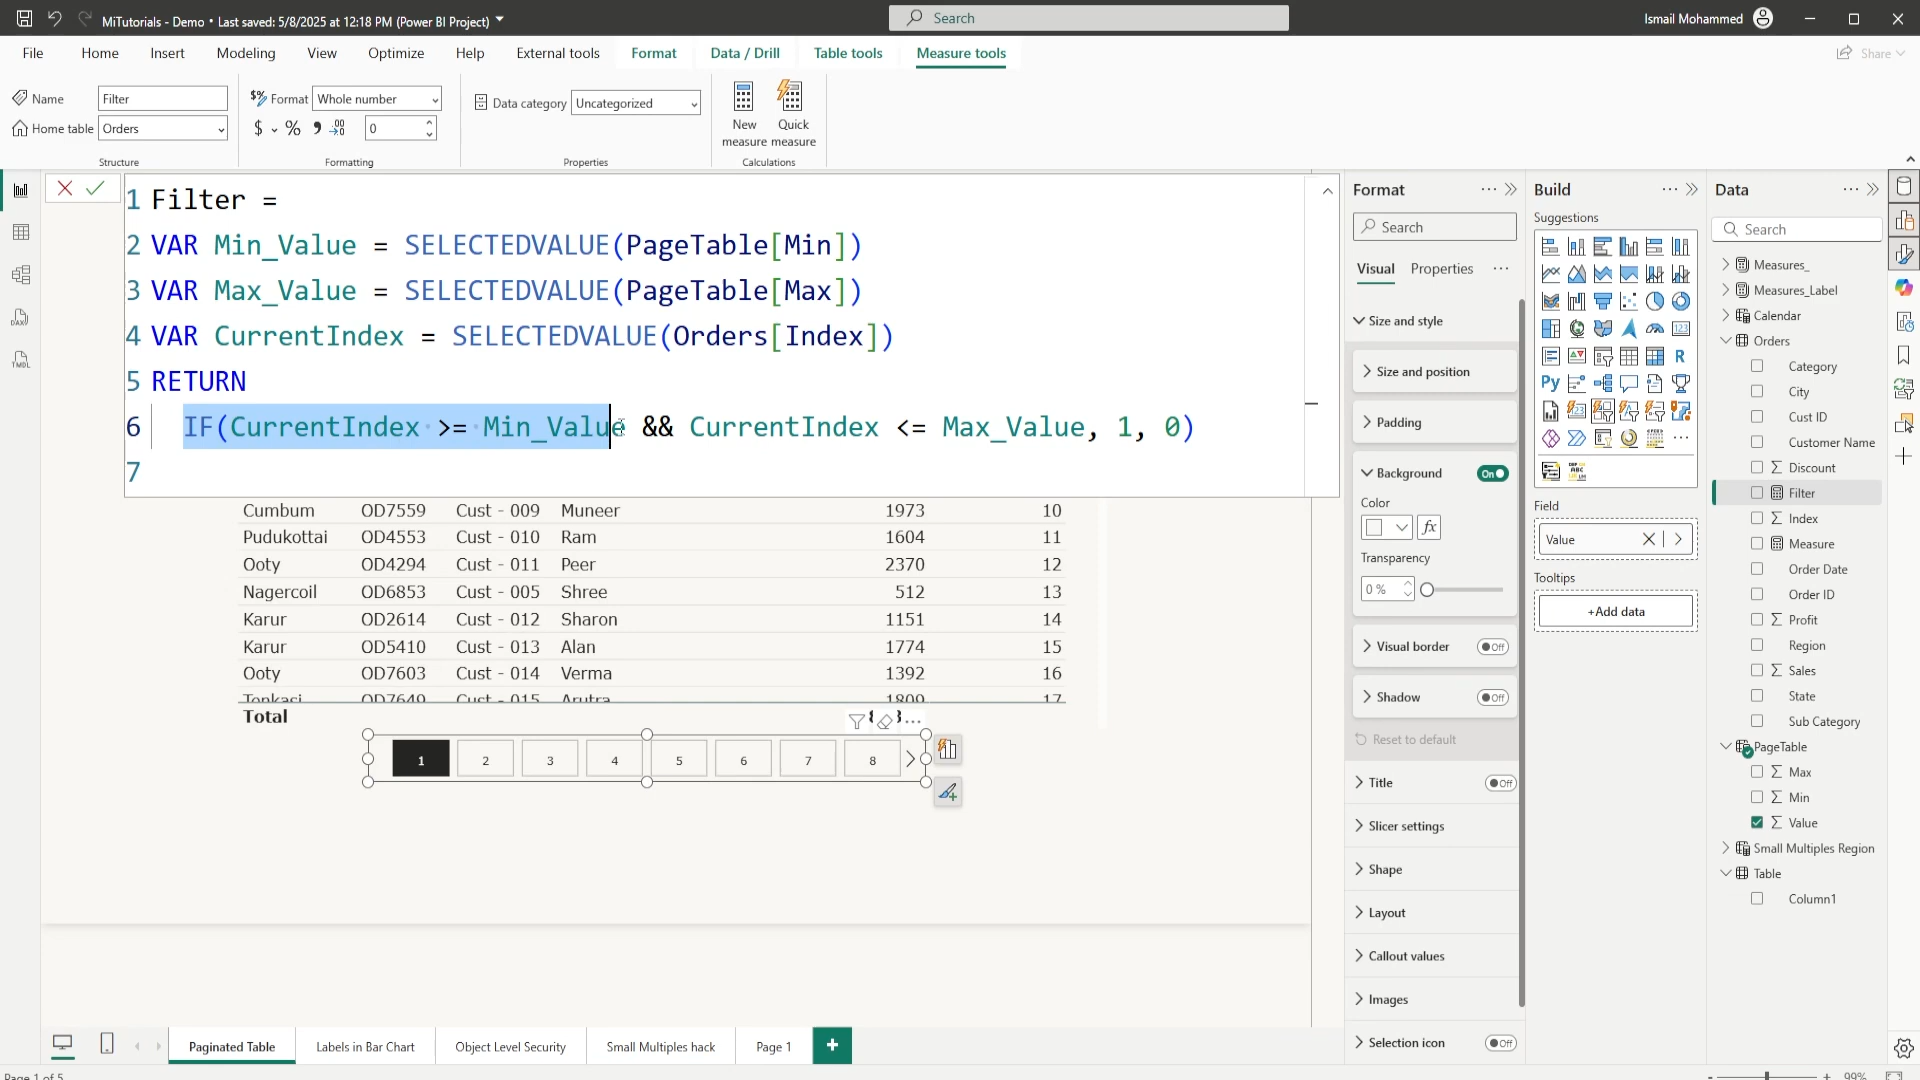 MiTutorials - Demo • Last saved: 5/8/2025 at 12:18 PM (Power BI Project)
Search
Ismail Mohammed
File Home Insert Modeling View Optimize Help External tools Format Data / Drill Table tools Measure tools
Share
Name Filter
Home table Orders
Structure
Format Whole number
$ % 0
Formatting
Data category Uncategorized
Properties
New measure
Quick measure
Calculations
1 Filter =
2 VAR Min_Value = SELECTEDVALUE(PageTable[Min])
3 VAR Max_Value = SELECTEDVALUE(PageTable[Max])
4 VAR CurrentIndex = SELECTEDVALUE(Orders[Index])
5 RETURN
6 IF(CurrentIndex >= Min_Value && CurrentIndex <= Max_Value, 1, 0)
7
Cumbum OD7559 Cust - 009 Muneer 1973 10
Pudukottai OD4553 Cust - 010 Ram 1604 11
Ooty OD4294 Cust - 011 Peer 2370 12
Nagercoil OD6853 Cust - 005 Shree 512 13
Karur OD2614 Cust - 012 Sharon 1151 14
Karur OD5410 Cust - 013 Alan 1774 15
Ooty OD7603 Cust - 014 Verma 1392 16
Tenkasi OD7649 Cust - 015 Arutra 1809 17
Total
1 2 3 4 5 6 7 8
Format
Search
Visual Properties
Size and style
Size and position
Padding
Background On
Color
fx
Transparency
0 %
Visual border Off
Shadow Off
Reset to default
Title Off
Slicer settings
Shape
Layout
Callout values
Images
Selection icon Off
Build
Suggestions
123
R
Py
Field
Value
Tooltips
+Add data
Data
Search
Measures_
Measures_Label
Calendar
Orders
Category
City
Cust ID
Customer Name
Discount
Filter
Index
Measure
Order Date
Order ID
Profit
Region
Sales
State
Sub Category
PageTable
Max
Min
Value
Small Multiples Region
Table
Column1
DAX
TMDL
Paginated Table Labels in Bar Chart Object Level Security Small Multiples hack Page 1 +
Page 1 of 5
- + 99%